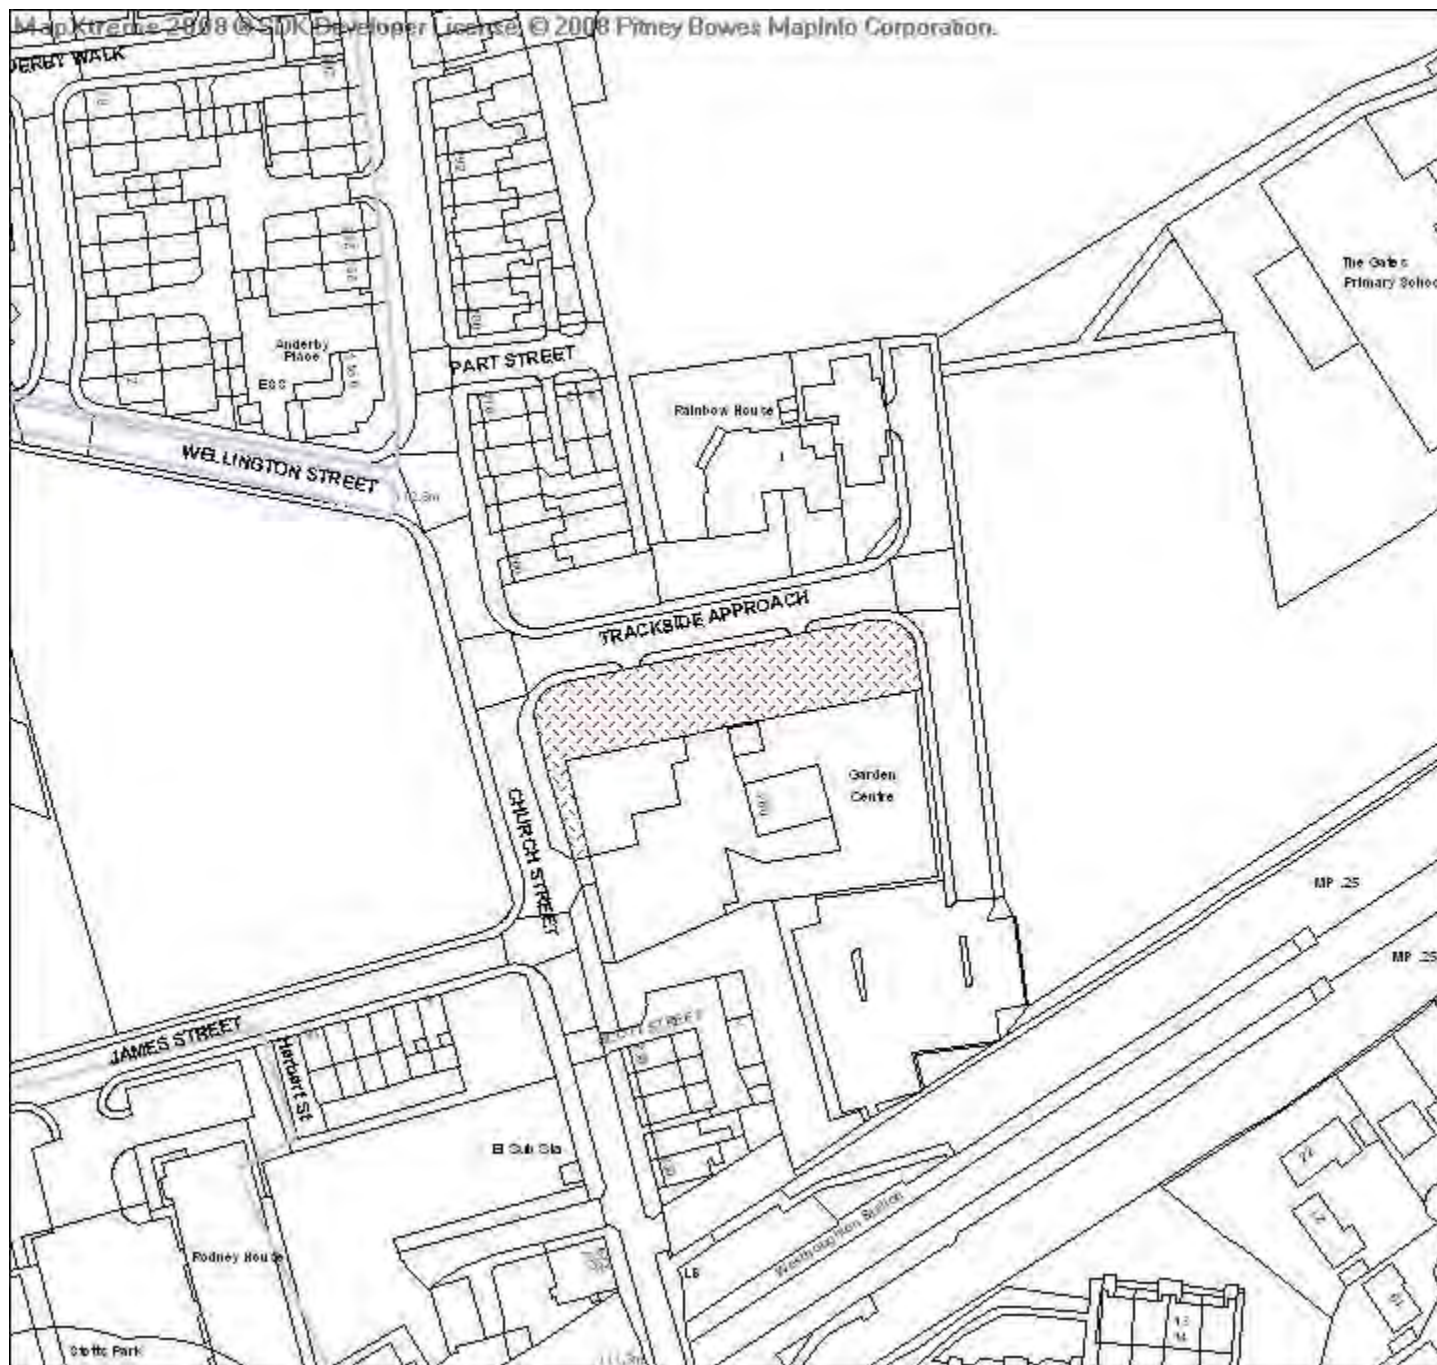 MapXtreme 2008 ® SDK Developer License. © 2008 Pitney Bowes MapInfo Corporation.
DERBY WALK
The Gates
Primary School
Anderby
Place
ESS
PART STREET
Rainbow House
WELLINGTON STREET
TRACKSIDE APPROACH
Garden
Centre
CHURCH STREET
MP .25
MP .25
JAMES STREET
Herbert St
El Sub Sta
Rodney House
Westhoughton Station
LB
22
Stotts Park